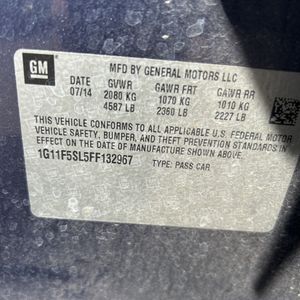 GM
MFD BY GENERAL MOTORS LLC
DATE GVWR GAWR FRT GAWR RR
07/14 2080 KG 1070 KG 1010 KG
4587 LB 2360 LB 2227 LB
THIS VEHICLE CONFORMS TO ALL APPLICABLE U.S. FEDERAL
SAFETY, BUMPER, AND THEFT PREVENTION STANDARDS
IN EFFECT ON THE DATE OF MANUFACTURE SHOWN ABOVE.
1G11F5SL5FF132967 TYPE: PASS CAR